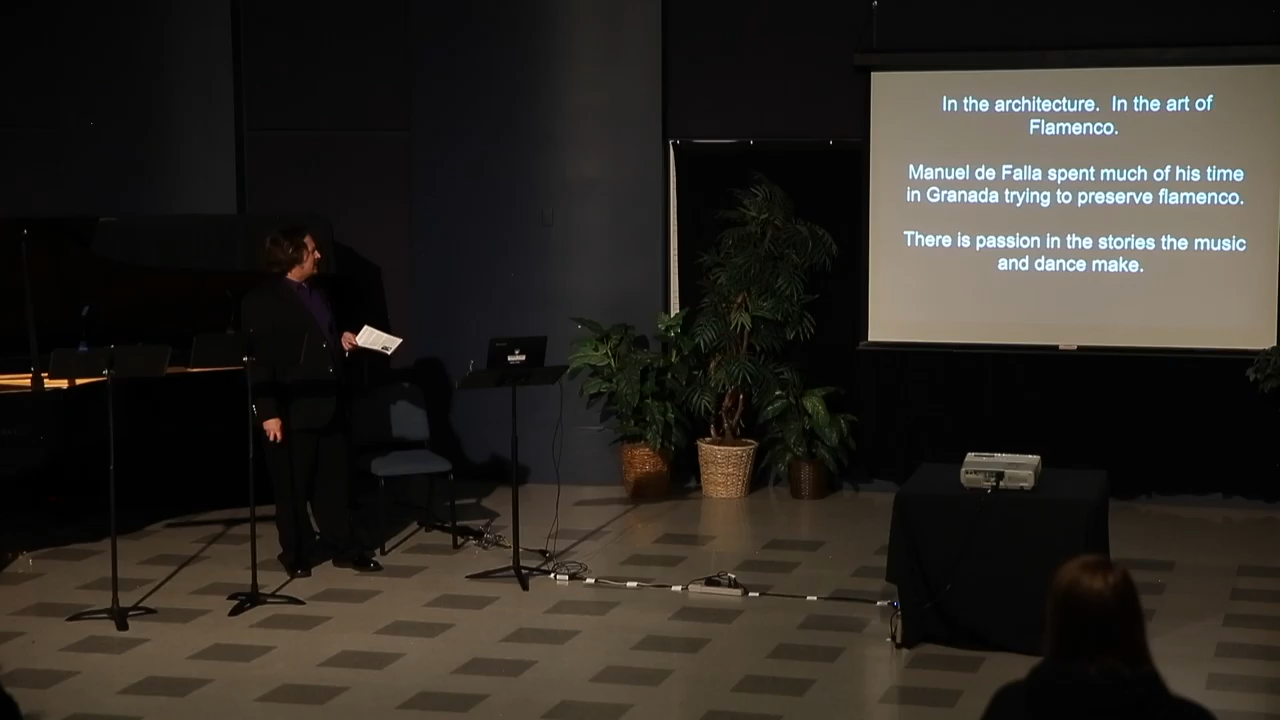 In the architecture.  In the art of
Flamenco.
Manuel de Falla spent much of his time
in Granada trying to preserve flamenco.
There is passion in the stories the music
and dance make.